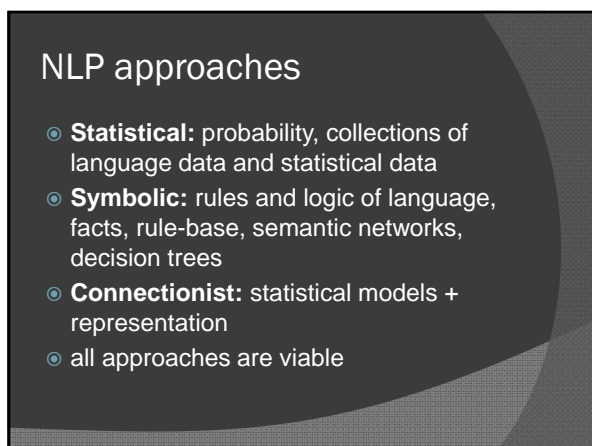 NLP approaches
Statistical: probability, collections of
language data and statistical data
Symbolic: rules and logic of language,
facts, rule-base, semantic networks,
decision trees
Connectionist: statistical models +
representation
all approaches are viable